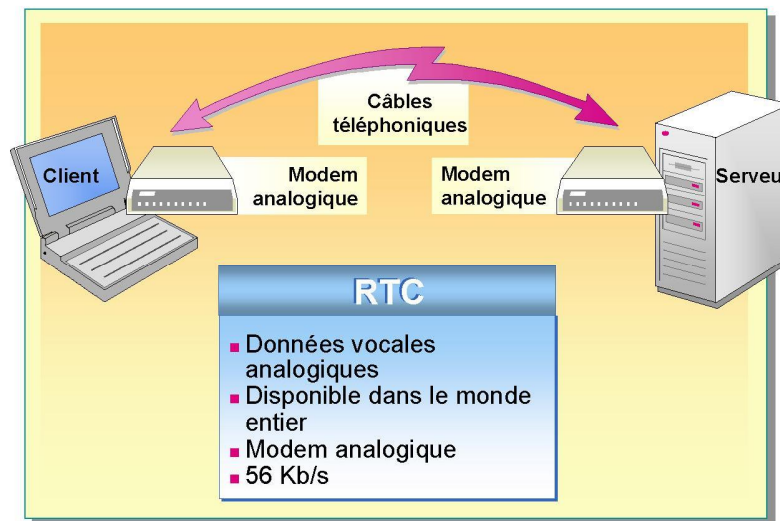 Câbles
téléphoniques
Client
Modem
analogique
Modem
analogique
Serveu
RTC
Données vocales
analogiques
Disponible dans le monde
entier
Modem analogique
56 Kb/s